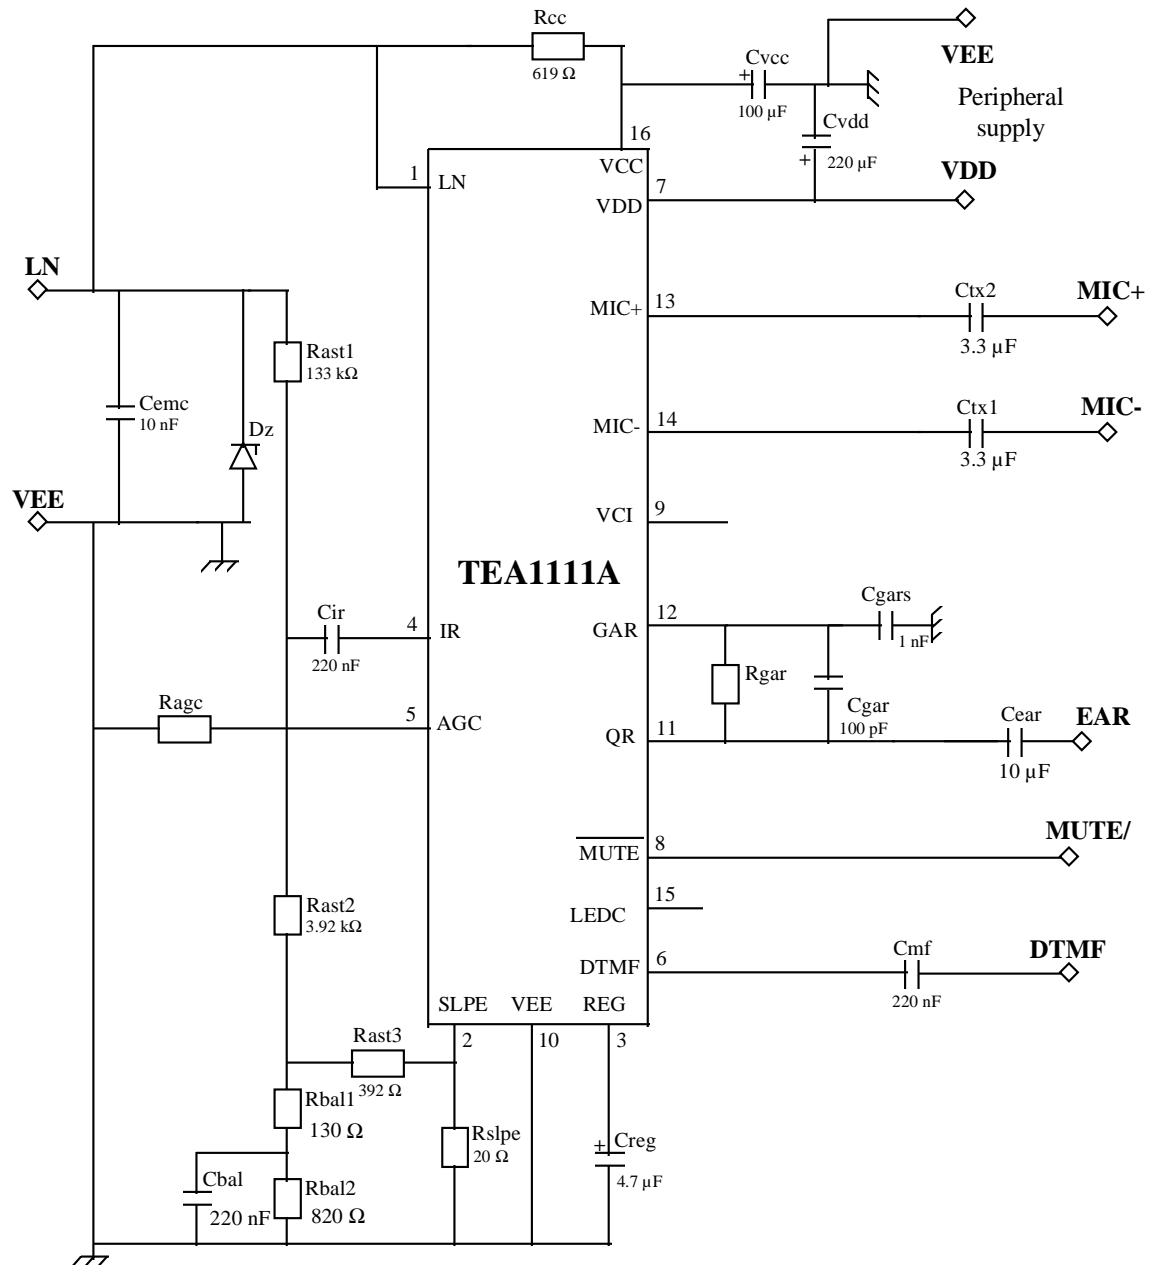 Rcc
619 Ω
Cvcc
+
100 µF
VEE
Peripheral
supply
Cvdd
+
220 µF
16
VCC
1
LN
7
VDD
VDD
LN
MIC+
13
Ctx2
3.3 µF
MIC+
Rast1
133 kΩ
Cemc
10 nF
Dz
MIC-
14
Ctx1
3.3 µF
MIC-
VEE
VCI
9
TEA1111A
Cir
220 nF
4
IR
GAR
12
Cgars
1 nF
Rgar
Cgar
100 pF
Ragc
5
AGC
QR
11
Cear
10 µF
EAR
MUTE
8
MUTE/
Rast2
3.92 kΩ
LEDC
15
DTMF
6
Cmf
220 nF
DTMF
SLPE
VEE
REG
2
10
3
Rast3
392 Ω
Rbal1
130 Ω
Rslpe
20 Ω
+
Creg
4.7 µF
Cbal
220 nF
Rbal2
820 Ω